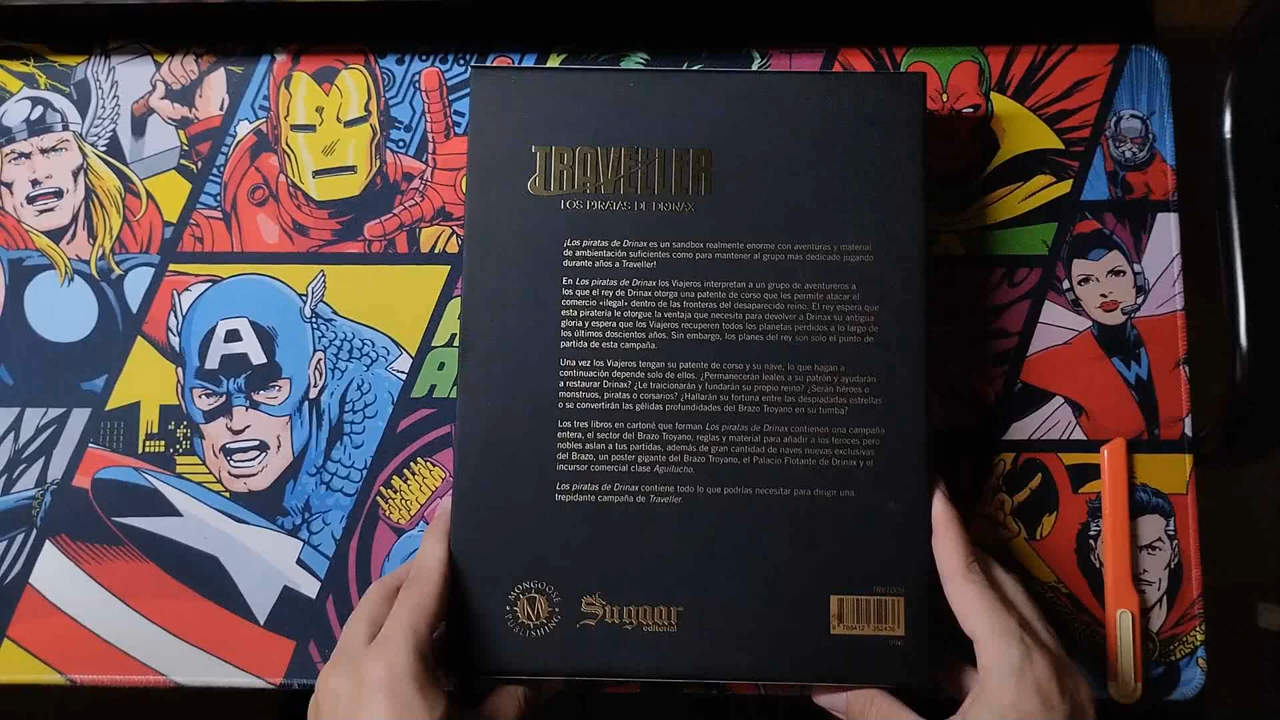 TRAVELLER
LOS PIRATAS DE DRINAX
¡Los piratas de Drinax es un sandbox realmente enorme con aventuras y material
de ambientación suficientes como para mantener al grupo más dedicado jugando
durante años a Traveller!
En Los piratas de Drinax los Viajeros interpretan a un grupo de aventureros a
los que el rey de Drinax otorga una patente de corso que les permite atacar el
comercio «ilegal» dentro de las fronteras del desaparecido reino. El rey espera que
esta piratería le otorgue la ventaja que necesita para devolver a Drinax su antigua
gloria y espera que los Viajeros recuperen todos los planetas perdidos a lo largo de
los últimos doscientos años. Sin embargo, los planes del rey son solo el punto de
partida de esta campaña.
Una vez los Viajeros tengan su patente de corso y su nave, lo que hagan a
continuación depende solo de ellos. ¿Permanecerán leales a su patrón y ayudarán
a restaurar Drinax? ¿Le traicionarán y fundarán su propio reino? ¿Serán héroes o
monstruos, piratas o corsarios? ¿Hallarán su fortuna entre las despiadadas estrellas
o se convertirán las gélidas profundidades del Brazo Troyano en su tumba?
Los tres libros en cartoné que forman Los piratas de Drinax contienen una campaña
entera, el sector del Brazo Troyano, reglas y material para añadir a los feroces pero
nobles aslan a tus partidas, además de gran cantidad de naves nuevas exclusivas
del Brazo, un poster gigante del Brazo Troyano, el Palacio Flotante de Drinax y el
incursor comercial clase Aguilucho.
Los piratas de Drinax contiene todo lo que podrías necesitar para dirigir una
trepidante campaña de Traveller.
MONGOOSE
M
PUBLISHING
Sugaar
editorial
A
W